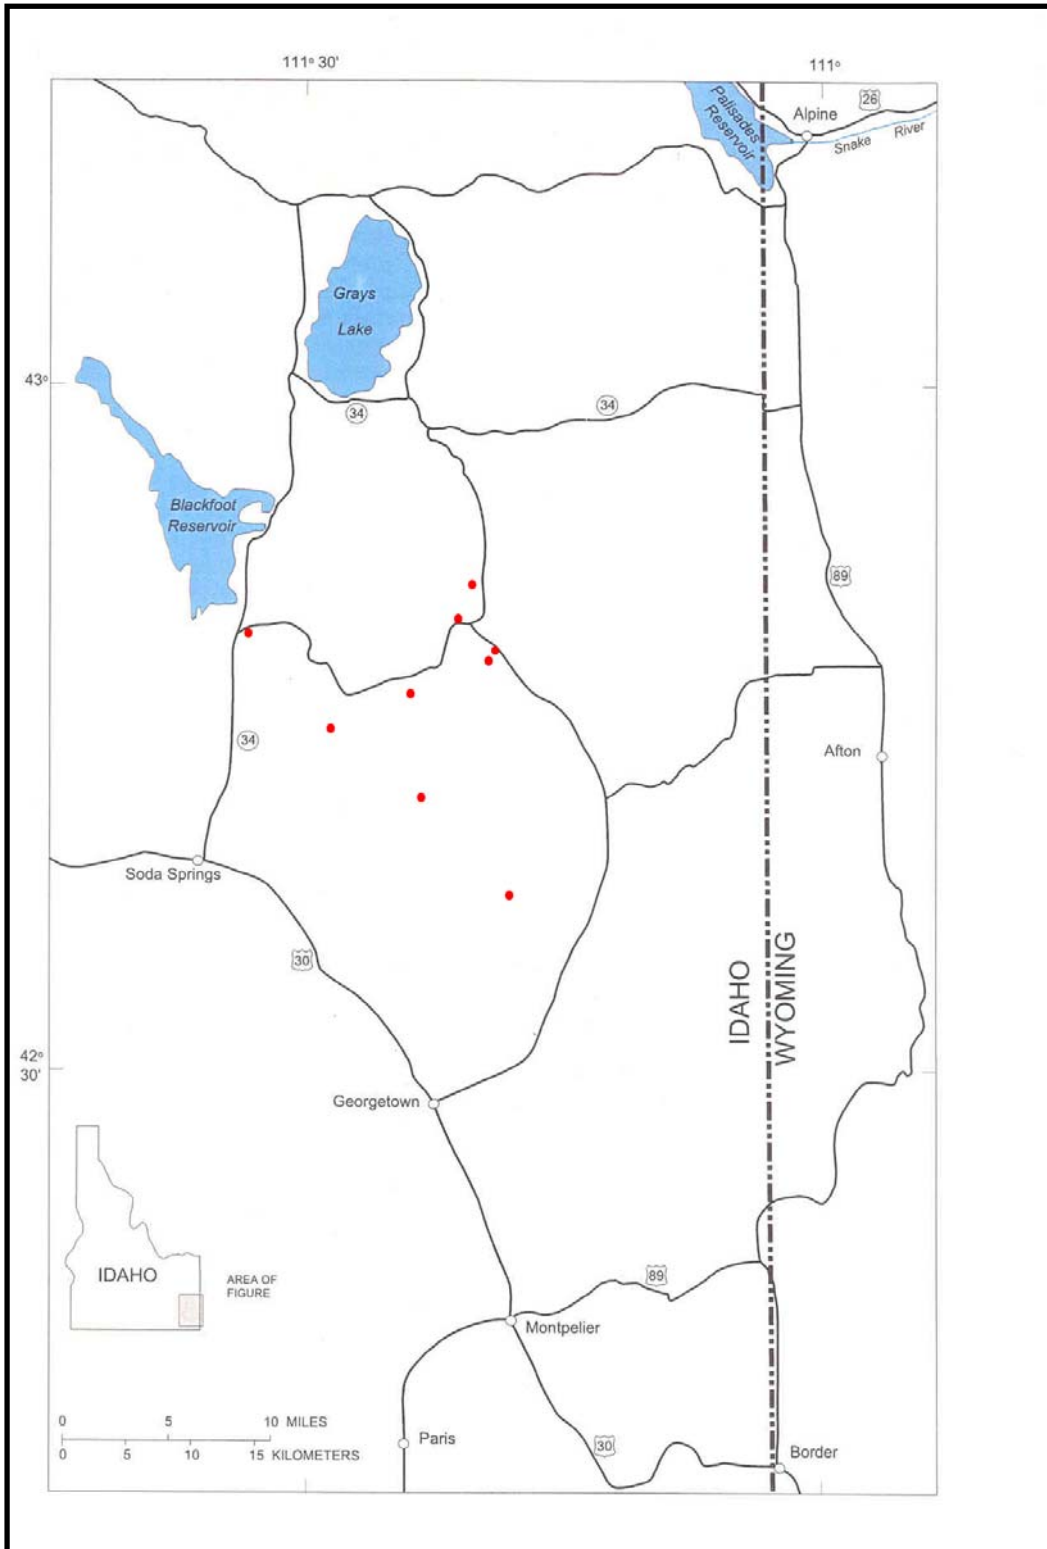 111° 30'
111°
26
Alpine
Palisades
Reservoir
Snake River
Grays
Lake
43°
34
34
Blackfoot
Reservoir
89
34
Afton
Soda Springs
30
IDAHO
WYOMING
42°
30'
Georgetown
IDAHO
AREA OF
FIGURE
89
Montpelier
0 5 10 MILES
0 5 10 15 KILOMETERS
Paris
30
Border